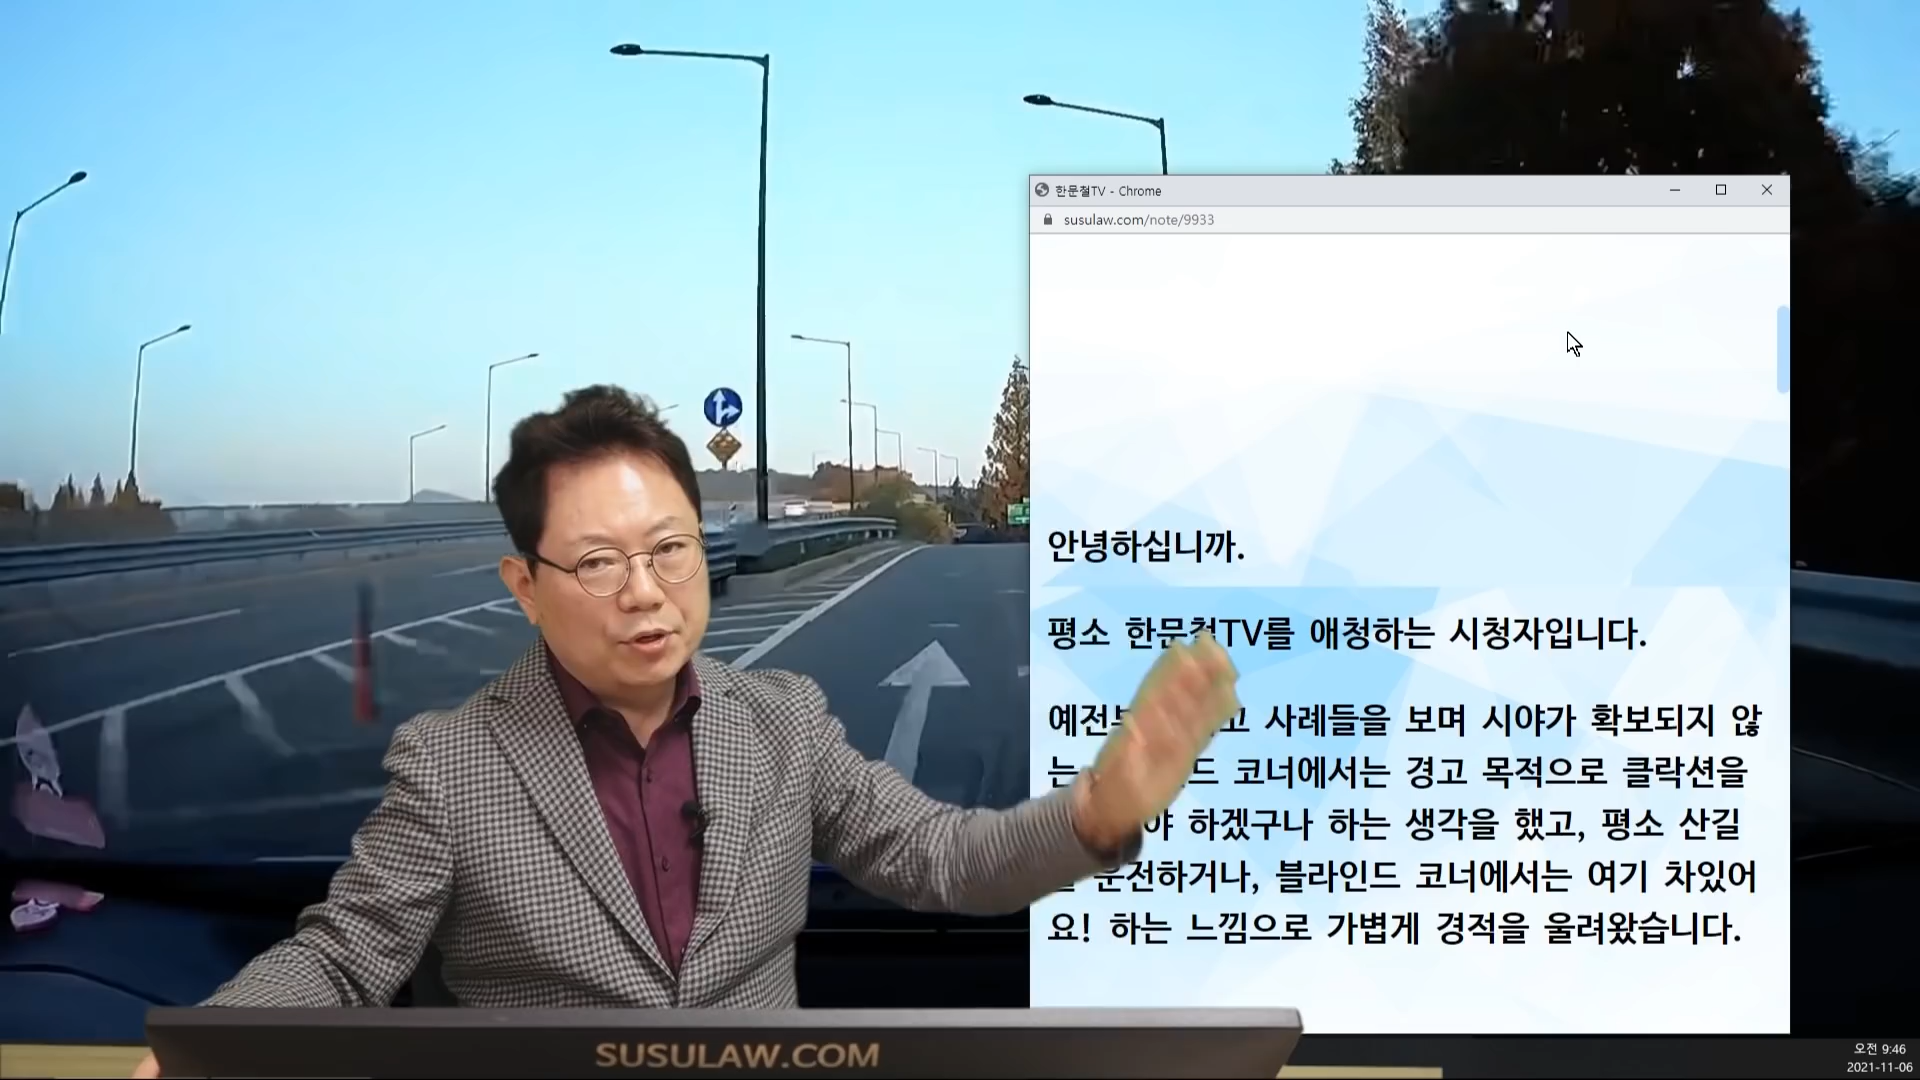 한문철TV - Chrome
susulaw.com/note/9933
안녕하십니까.
평소 한문철TV를 애청하는 시청자입니다.
사례들을 보며 시야가 확보되지 않
는 코너에서는 경고 목적으로 클락션을
하겠구나 하는 생각을 했고, 평소 산길
운전하거나, 블라인드 코너에서는 여기 차있어
요! 하는 느낌으로 가볍게 경적을 울려왔습니다.
SUSULAW.COM
오전 9:46
2021-11-06